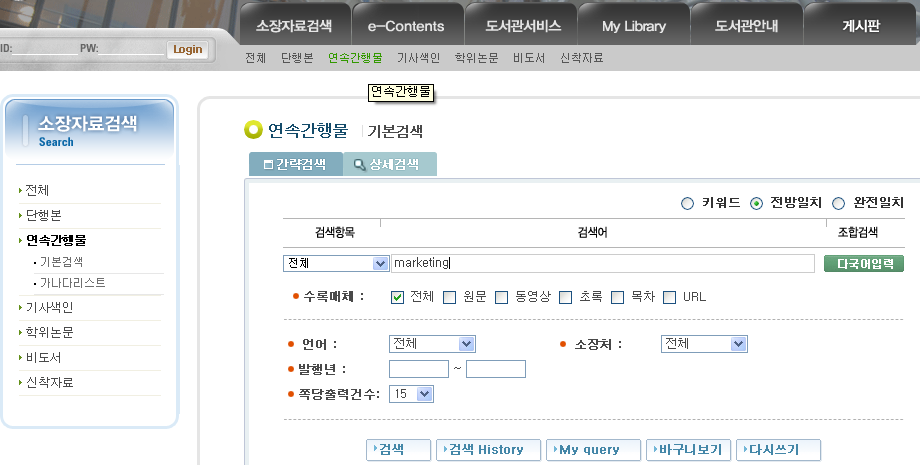 소장자료검색 e-Contents 도서관서비스 My Library 도서관안내 게시판
ID: PW: Login
전체 단행본 연속간행물 기사색인 학위논문 비도서 신착자료
연속간행물
소장자료검색
Search
전체
단행본
연속간행물
기본검색
가나다리스트
기사색인
학위논문
비도서
신착자료
연속간행물 기본검색
간략검색 상세검색
키워드 전방일치 완전일치
검색항목 검색어 조합검색
전체 marketing 다국어입력
수록매체 : 전체 원문 동영상 초록 목차 URL
언어 : 전체 소장처 : 전체
발행년 : ~
쪽당출력건수: 15
검색 검색 History My query 바구니보기 다시쓰기